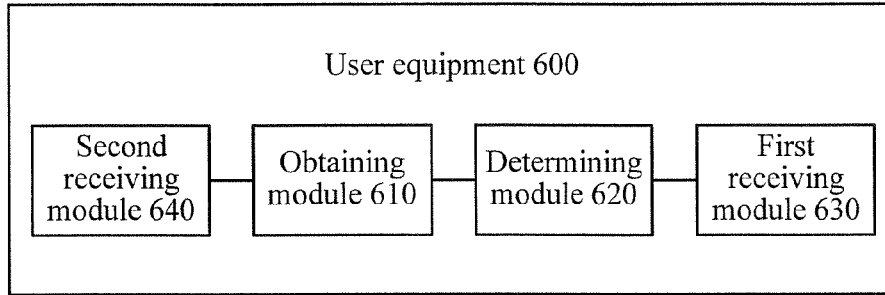 User equipment 600
Second
receiving
module 640
Obtaining
module 610
Determining
module 620
First
receiving
module 630